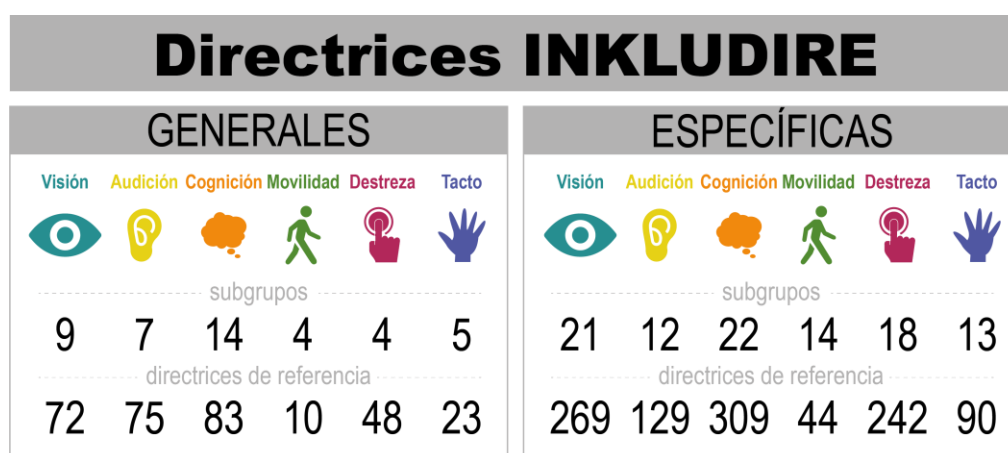 Directrices INKLUDIRE
GENERALES
Visión Audición Cognición Movilidad Destreza Tacto
subgrupos
9 7 14 4 4 5
directrices de referencia
72 75 83 10 48 23
ESPECÍFICAS
Visión Audición Cognición Movilidad Destreza Tacto
subgrupos
21 12 22 14 18 13
directrices de referencia
269 129 309 44 242 90